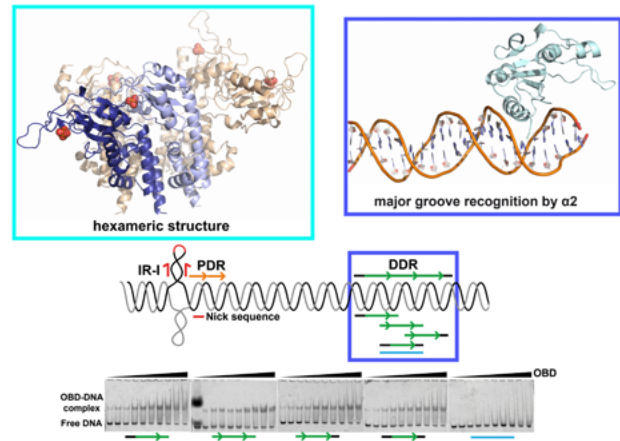 hexameric structure
major groove recognition by α2
IR-I
PDR
DDR
Nick sequence
OBD
OBD-DNA
complex
Free DNA